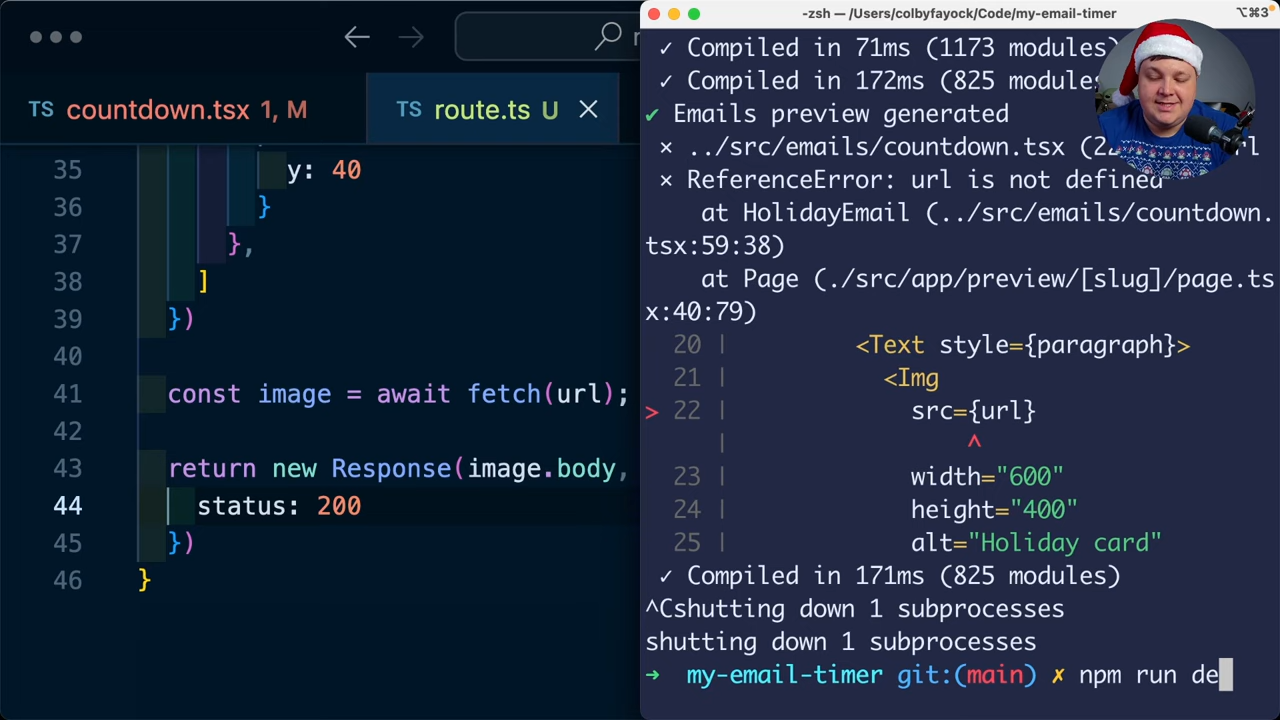 TS countdown.tsx 1, M
TS route.ts U
35 y: 40
36 }
37 },
38 ]
39 })
40
41 const image = await fetch(url);
42
43 return new Response(image.body,
44 status: 200
45 })
46 }
-zsh — /Users/colbyfayock/Code/my-email-timer
⌥⌘3
✓ Compiled in 71ms (1173 modules)
✓ Compiled in 172ms (825 modules)
✔ Emails preview generated
⨯ ../src/emails/countdown.tsx
⨯ ReferenceError: url is not defined
at HolidayEmail (../src/emails/countdown.
tsx:59:38)
at Page (./src/app/preview/[slug]/page.ts
x:40:79)
20 | <Text style={paragraph}>
21 | <Img
> 22 | src={url}
| ^
23 | width="600"
24 | height="400"
25 | alt="Holiday card"
✓ Compiled in 171ms (825 modules)
^Cshutting down 1 subprocesses
shutting down 1 subprocesses
➜ my-email-timer git:(main) ✗ npm run de